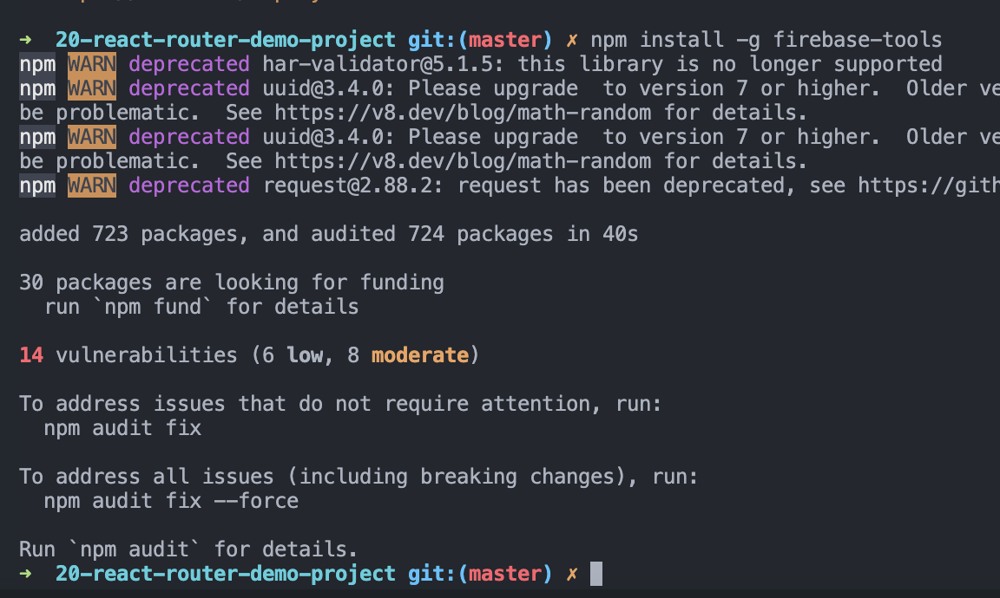 ➜  20-react-router-demo-project git:(master) ✗ npm install -g firebase-tools
npm WARN deprecated har-validator@5.1.5: this library is no longer supported
npm WARN deprecated uuid@3.4.0: Please upgrade  to version 7 or higher.  Older
be problematic.  See https://v8.dev/blog/math-random for details.
npm WARN deprecated uuid@3.4.0: Please upgrade  to version 7 or higher.  Older
be problematic.  See https://v8.dev/blog/math-random for details.
npm WARN deprecated request@2.88.2: request has been deprecated, see https://gith

added 723 packages, and audited 724 packages in 40s

30 packages are looking for funding
  run `npm fund` for details

14 vulnerabilities (6 low, 8 moderate)

To address issues that do not require attention, run:
  npm audit fix

To address all issues (including breaking changes), run:
  npm audit fix --force

Run `npm audit` for details.
➜  20-react-router-demo-project git:(master) ✗